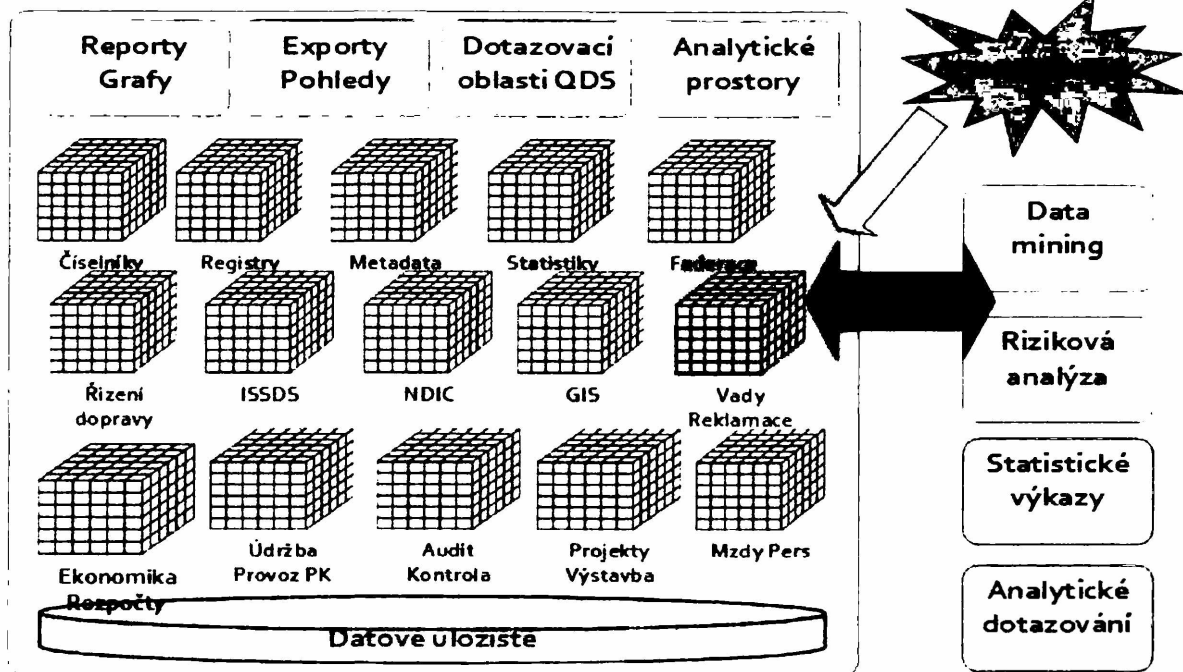 Reporty
Grafy
Exporty
Pohledy
Dotazovací
oblasti QDS
Analytické
prostory
Číselníky
Registry
Metadata
Statistiky
Řízení
dopravy
ISSDS
NDIC
GIS
Vady
Reklamace
Ekonomika
Rozpočty
Údržba
Provoz PK
Audit
Kontrola
Projekty
Výstavba
Mzdy Pers
Datové uložiště
Data
mining
Riziková
analýza
Statistické
výkazy
Analytické
dotazování